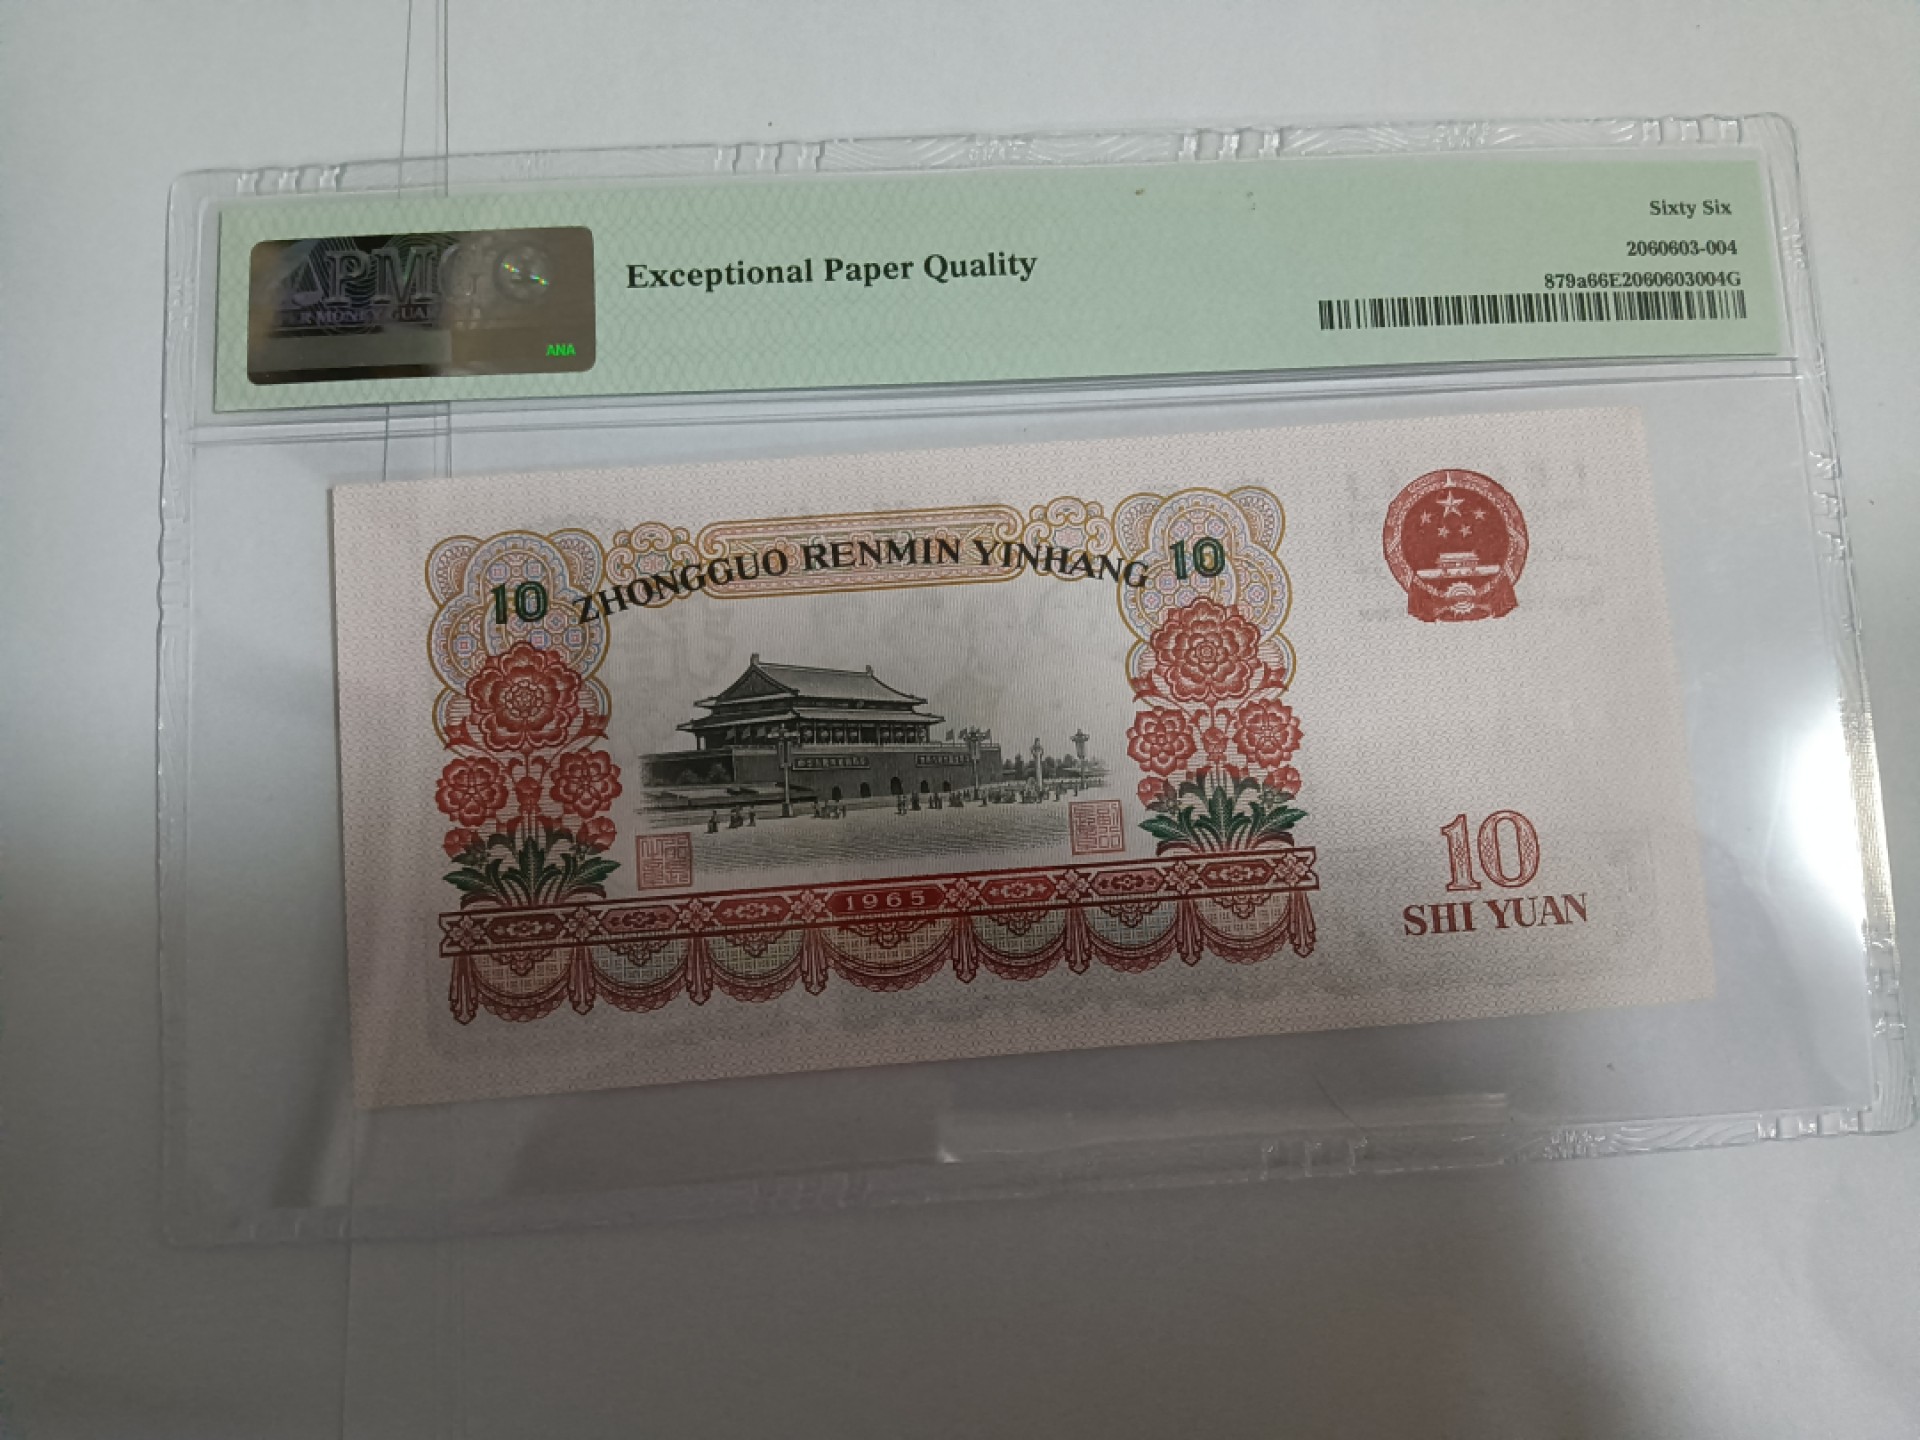 Sixty Six
2060603-004
879a66E2060603004G
PMG
ANA
Exceptional Paper Quality
ZHONGGUO RENMIN YINHANG
10
10
1965
10
SHI YUAN